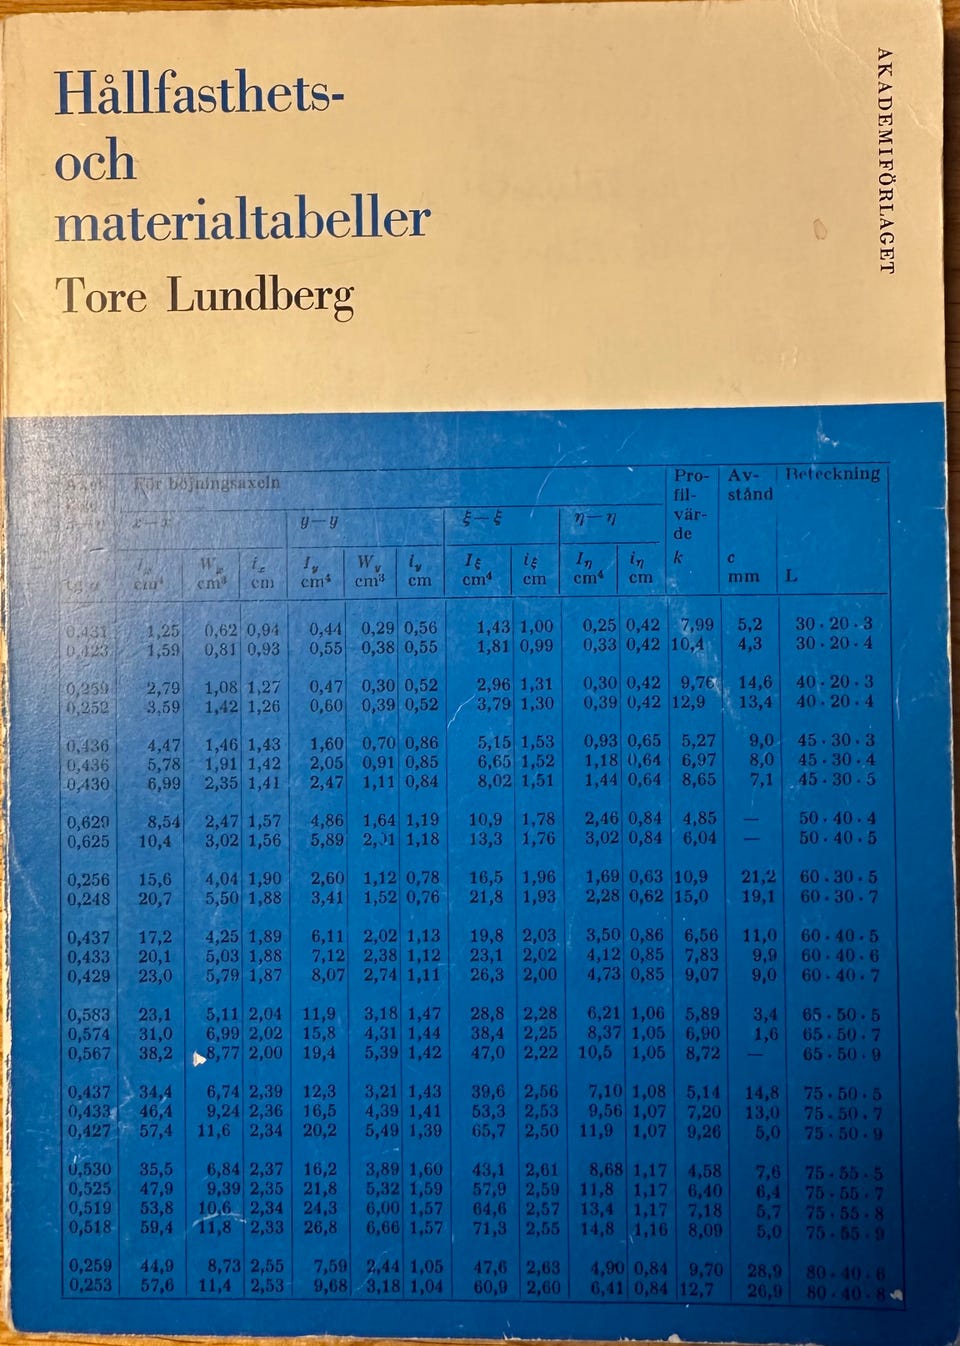 Hållfasthets-
och
materialtabeller
Tore Lundberg
AKADEMIFÖRLAGET
För böjningsaxeln Pro- Av- Beteckning
fil- stånd
x—x y—y ξ—ξ η—η vär-
de
I_x W_x i_x I_y W_y i_y I_ξ i_ξ I_η i_η k c
tg α cm⁴ cm³ cm cm⁴ cm³ cm cm⁴ cm cm⁴ cm mm L
0,431 1,25 0,62 0,94 0,44 0,29 0,56 1,43 1,00 0,25 0,42 7,99 5,2 30·20·3
0,423 1,59 0,81 0,93 0,55 0,38 0,55 1,81 0,99 0,33 0,42 10,4 4,3 30·20·4
0,259 2,79 1,08 1,27 0,47 0,30 0,52 2,96 1,31 0,30 0,42 9,76 14,6 40·20·3
0,252 3,59 1,42 1,26 0,60 0,39 0,52 3,79 1,30 0,39 0,42 12,9 13,4 40·20·4
0,436 4,47 1,46 1,43 1,60 0,70 0,86 5,15 1,53 0,93 0,65 5,27 9,0 45·30·3
0,436 5,78 1,91 1,42 2,05 0,91 0,85 6,65 1,52 1,18 0,64 6,97 8,0 45·30·4
0,430 6,99 2,35 1,41 2,47 1,11 0,84 8,02 1,51 1,44 0,64 8,65 7,1 45·30·5
0,629 8,54 2,47 1,57 4,86 1,64 1,19 10,9 1,78 2,46 0,84 4,85 — 50·40·4
0,625 10,4 3,02 1,56 5,89 2,01 1,18 13,3 1,76 3,02 0,84 6,04 — 50·40·5
0,256 15,6 4,04 1,90 2,60 1,12 0,78 16,5 1,96 1,69 0,63 10,9 21,2 60·30·5
0,248 20,7 5,50 1,88 3,41 1,52 0,76 21,8 1,93 2,28 0,62 15,0 19,1 60·30·7
0,437 17,2 4,25 1,89 6,11 2,02 1,13 19,8 2,03 3,50 0,86 6,56 11,0 60·40·5
0,433 20,1 5,03 1,88 7,12 2,38 1,12 23,1 2,02 4,12 0,85 7,83 9,9 60·40·6
0,429 23,0 5,79 1,87 8,07 2,74 1,11 26,3 2,00 4,73 0,85 9,07 9,0 60·40·7
0,583 23,1 5,11 2,04 11,9 3,18 1,47 28,8 2,28 6,21 1,06 5,89 3,4 65·50·5
0,574 31,0 6,99 2,02 15,8 4,31 1,44 38,4 2,25 8,37 1,05 6,90 1,6 65·50·7
0,567 38,2 8,77 2,00 19,4 5,39 1,42 47,0 2,22 10,5 1,05 8,72 — 65·50·9
0,437 34,4 6,74 2,39 12,3 3,21 1,43 39,6 2,56 7,10 1,08 5,14 14,8 75·50·5
0,433 46,4 9,24 2,36 16,5 4,39 1,41 53,3 2,53 9,56 1,07 7,20 13,0 75·50·7
0,427 57,4 11,6 2,34 20,2 5,49 1,39 65,7 2,50 11,9 1,07 9,26 5,0 75·50·9
0,530 35,5 6,84 2,37 16,2 3,89 1,60 43,1 2,61 8,68 1,17 4,58 7,6 75·55·5
0,525 47,9 9,39 2,35 21,8 5,32 1,59 57,9 2,59 11,8 1,17 6,40 6,4 75·55·7
0,519 53,8 10,6 2,34 24,3 6,00 1,57 64,6 2,57 13,4 1,17 7,18 5,7 75·55·8
0,518 59,4 11,8 2,33 26,8 6,66 1,57 71,3 2,55 14,8 1,16 8,09 5,0 75·55·9
0,259 44,9 8,73 2,55 7,59 2,44 1,05 47,6 2,63 4,90 0,84 9,70 28,9 80·40·6
0,253 57,6 11,4 2,53 9,68 3,18 1,04 60,9 2,60 6,41 0,84 12,7 26,9 80·40·8